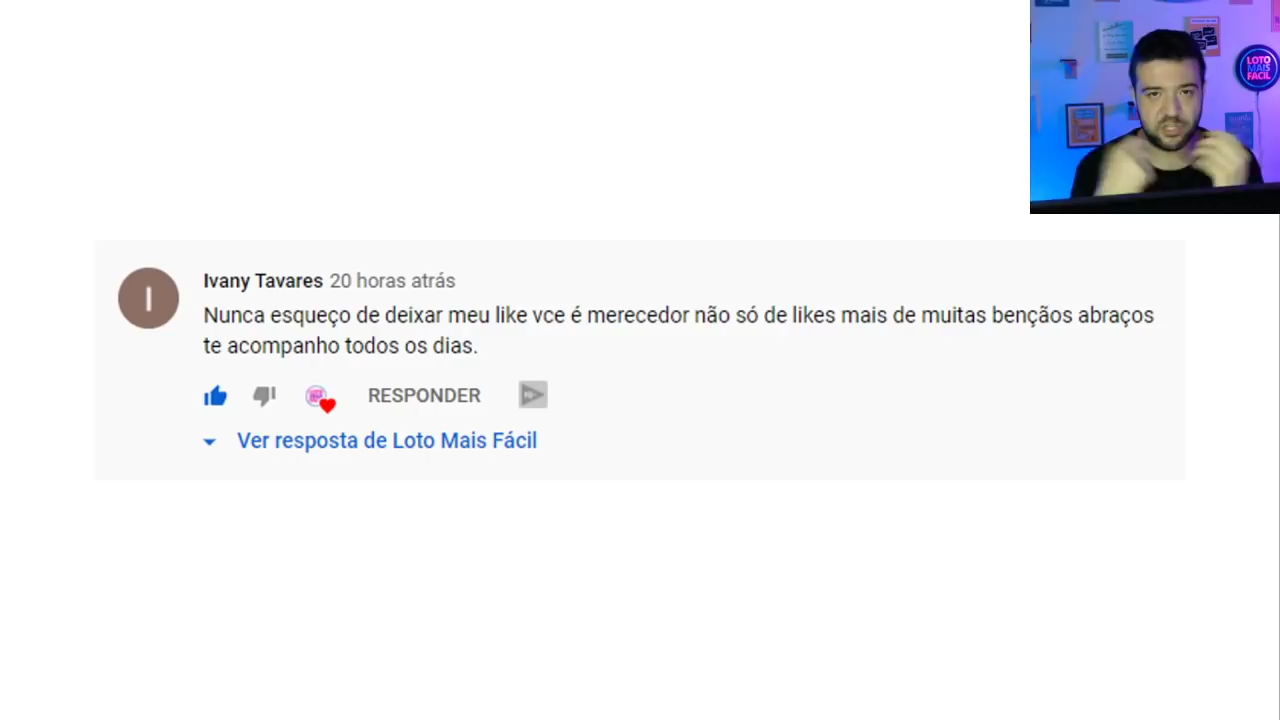 LOTO
MAIS
FACIL
I
Ivany Tavares 20 horas atrás
Nunca esqueço de deixar meu like vce é merecedor não só de likes mais de muitas bençãos abraços
te acompanho todos os dias.
RESPONDER
Ver resposta de Loto Mais Fácil